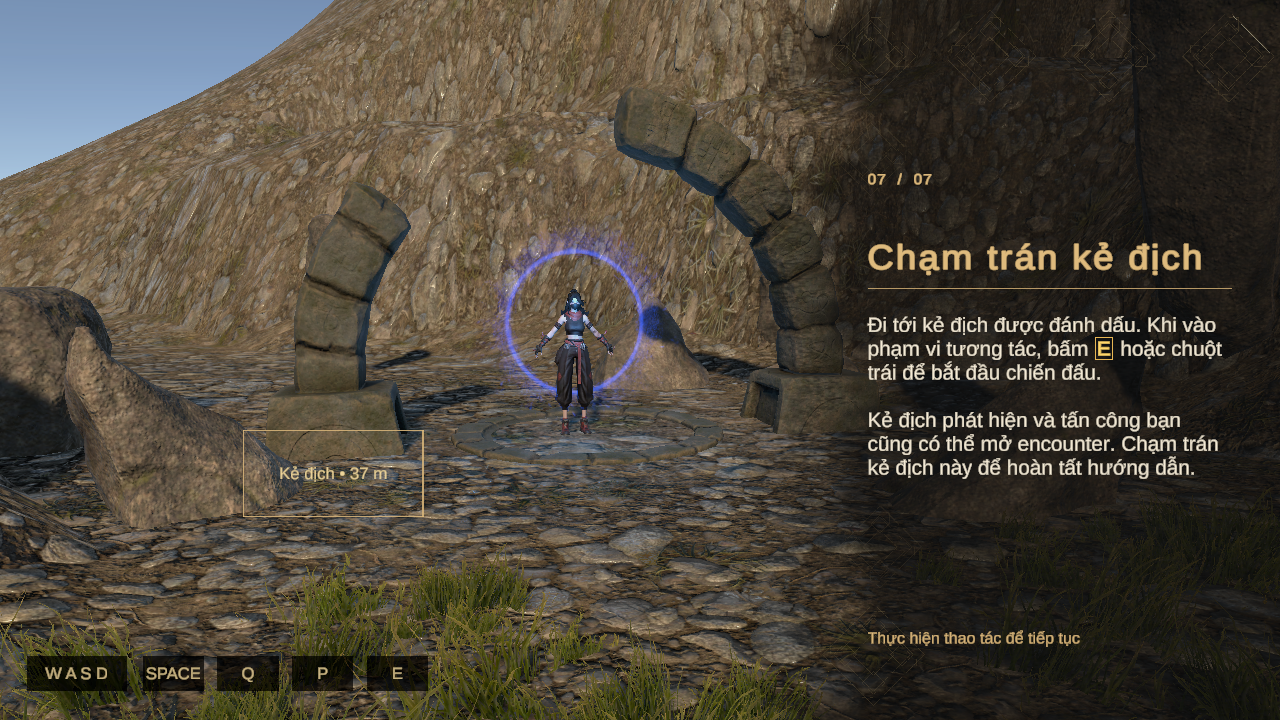 07 / 07
Chạm trán kẻ địch
Đi tới kẻ địch được đánh dấu. Khi vào
phạm vi tương tác, bấm E hoặc chuột
trái để bắt đầu chiến đấu.
Kẻ địch phát hiện và tấn công bạn
cũng có thể mở encounter. Chạm trán
kẻ địch này để hoàn tất hướng dẫn.
Kẻ địch • 37 m
Thực hiện thao tác để tiếp tục
WASD SPACE Q P E